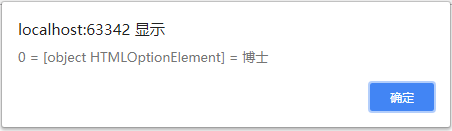 localhost:63342 显示
0 = [object HTMLOptionElement] = 博士
确定